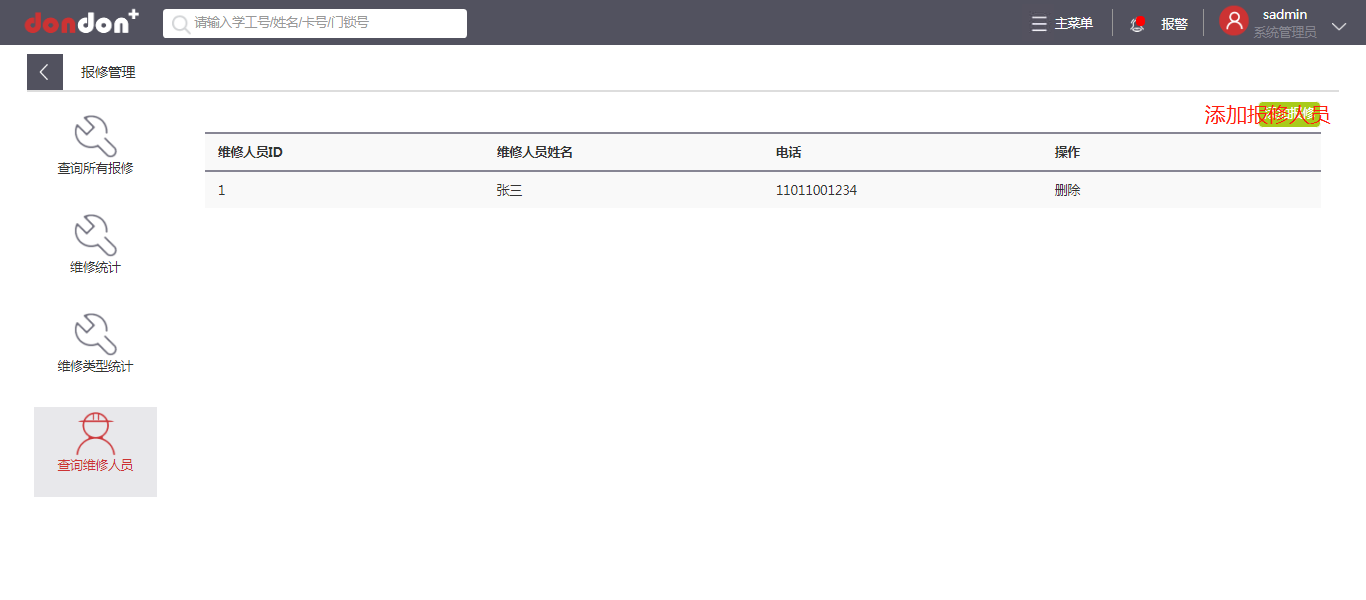 dondon+
请输入学工号/姓名/卡号/门锁号
主菜单
报警
sadmin
系统管理员
报修管理
添加报修人员
查询所有报修
维修统计
维修类型统计
查询维修人员
维修人员ID 维修人员姓名 电话 操作
1 张三 11011001234 删除